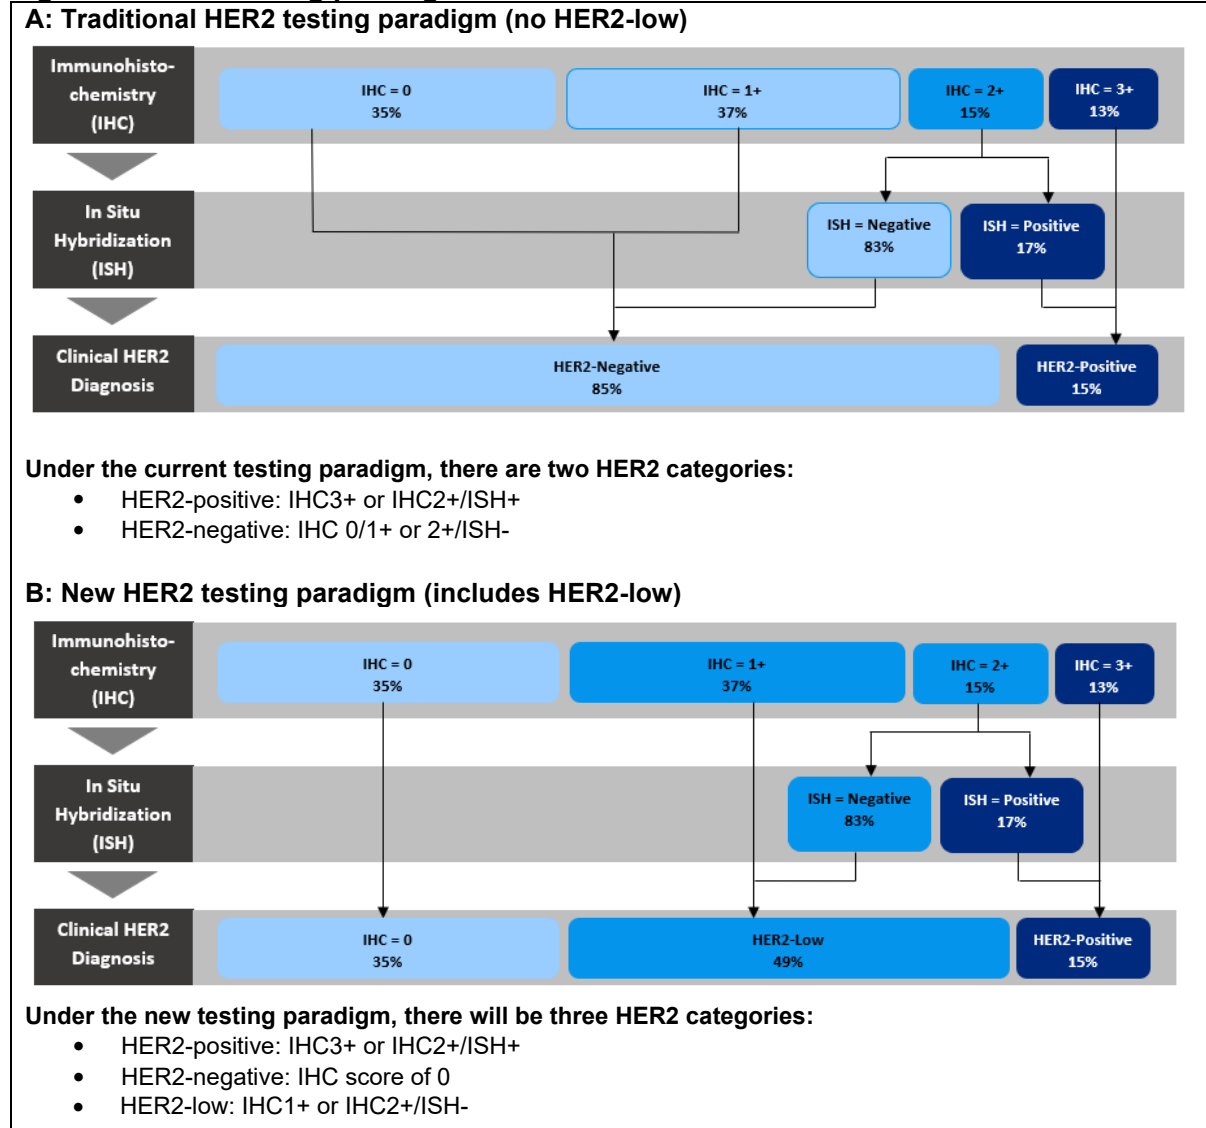 A: Traditional HER2 testing paradigm (no HER2-low)
Immunohisto-
chemistry
(IHC)
IHC = 0
35%
IHC = 1+
37%
IHC = 2+
15%
IHC = 3+
13%
In Situ
Hybridization
(ISH)
ISH = Negative
83%
ISH = Positive
17%
Clinical HER2
Diagnosis
HER2-Negative
85%
HER2-Positive
15%
Under the current testing paradigm, there are two HER2 categories:
• HER2-positive: IHC3+ or IHC2+/ISH+
• HER2-negative: IHC 0/1+ or 2+/ISH-
B: New HER2 testing paradigm (includes HER2-low)
Immunohisto-
chemistry
(IHC)
IHC = 0
35%
IHC = 1+
37%
IHC = 2+
15%
IHC = 3+
13%
In Situ
Hybridization
(ISH)
ISH = Negative
83%
ISH = Positive
17%
Clinical HER2
Diagnosis
IHC = 0
35%
HER2-Low
49%
HER2-Positive
15%
Under the new testing paradigm, there will be three HER2 categories:
• HER2-positive: IHC3+ or IHC2+/ISH+
• HER2-negative: IHC score of 0
• HER2-low: IHC1+ or IHC2+/ISH-